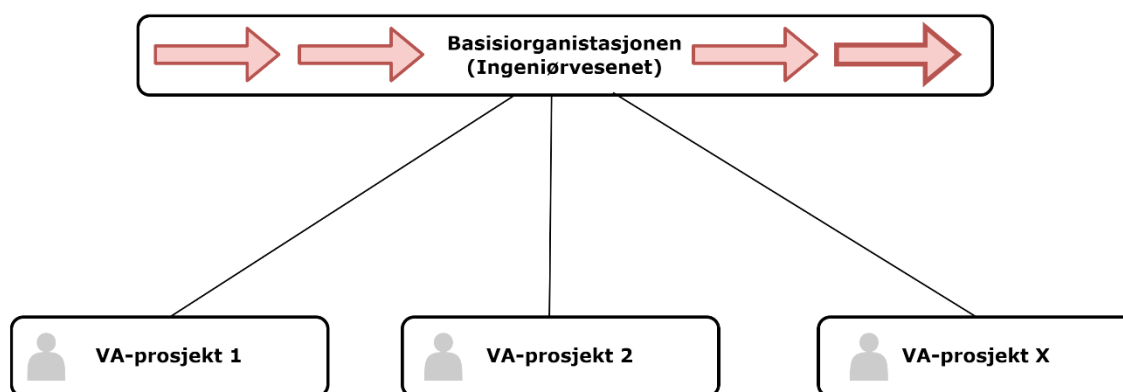 Basisiorganistasjonen
(Ingeniørvesenet)
VA-prosjekt 1
VA-prosjekt 2
VA-prosjekt X